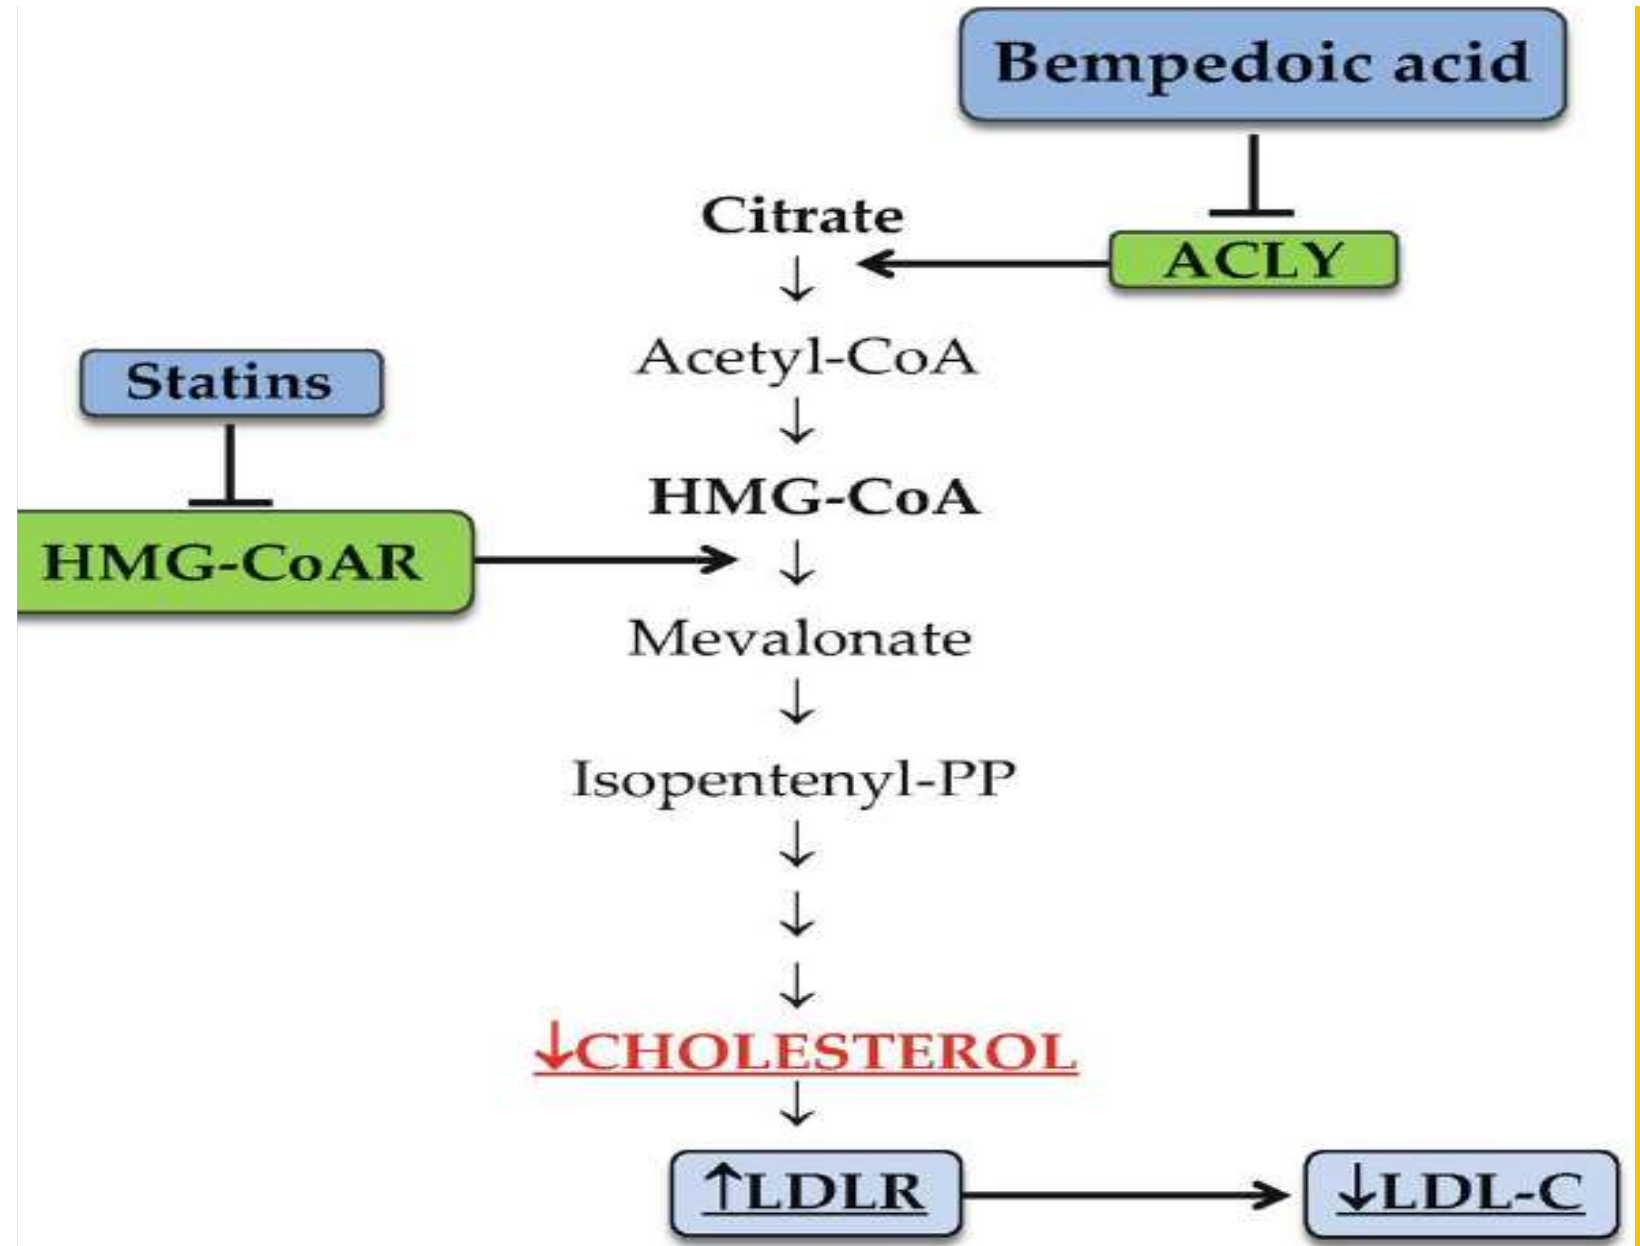 Bempedoic acid
Citrate
ACLY
↓
Acetyl-CoA
Statins
↓
HMG-CoA
HMG-CoAR
↓
Mevalonate
↓
Isopentenyl-PP
↓
↓
↓
↓CHOLESTEROL
↓
↑LDLR
↓LDL-C